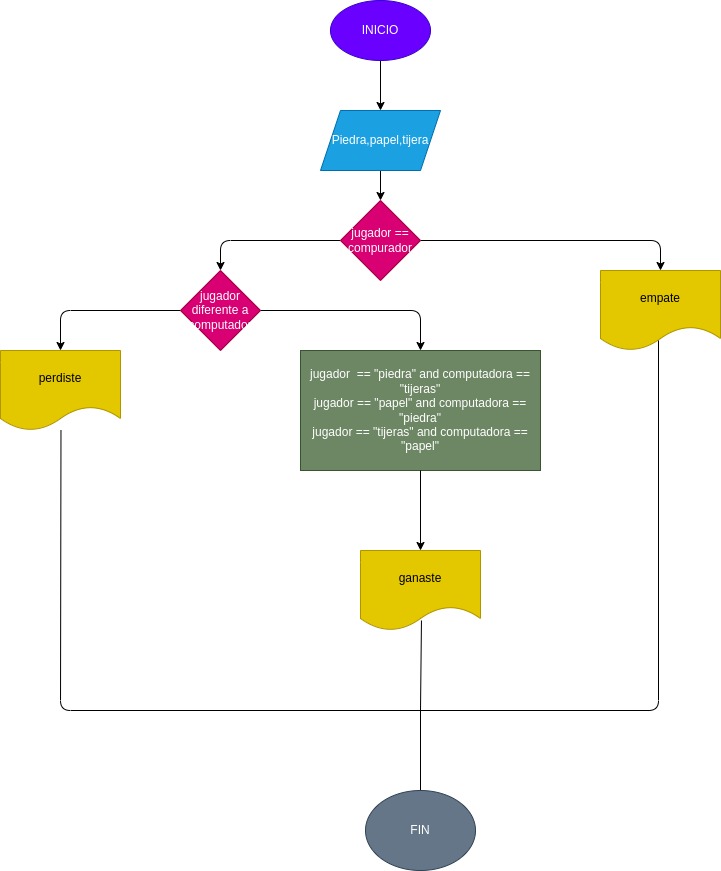 INICIO
Piedra,papel,tijera
jugador ==
compurador
jugador
diferente a
computador
empate
perdiste
jugador == "piedra" and computadora ==
"tijeras"
jugador == "papel" and computadora ==
"piedra"
jugador == "tijeras" and computadora ==
"papel"
ganaste
FIN